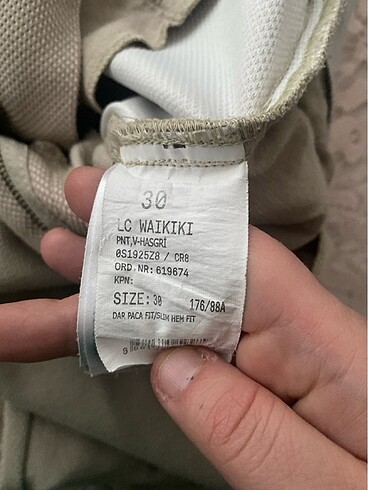 30
LC WAIKIKI
PNT,V-HASGRİ
0S1925Z8 / CR8
ORD.NR: 619674
KPN:
SIZE: 30 176/88A
DAR PACA FIT/SLIM HEM FIT